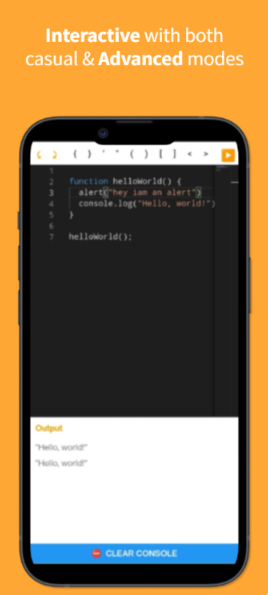 Interactive with both
casual & Advanced modes
{ } ' " ( ) [ ] < >
1
2 function helloWorld() {
3 alert("hey iam an alert")
4 console.log("Hello, world!")
5 }
6
7 helloWorld();
Output
"Hello, world!"
"Hello, world!"
CLEAR CONSOLE